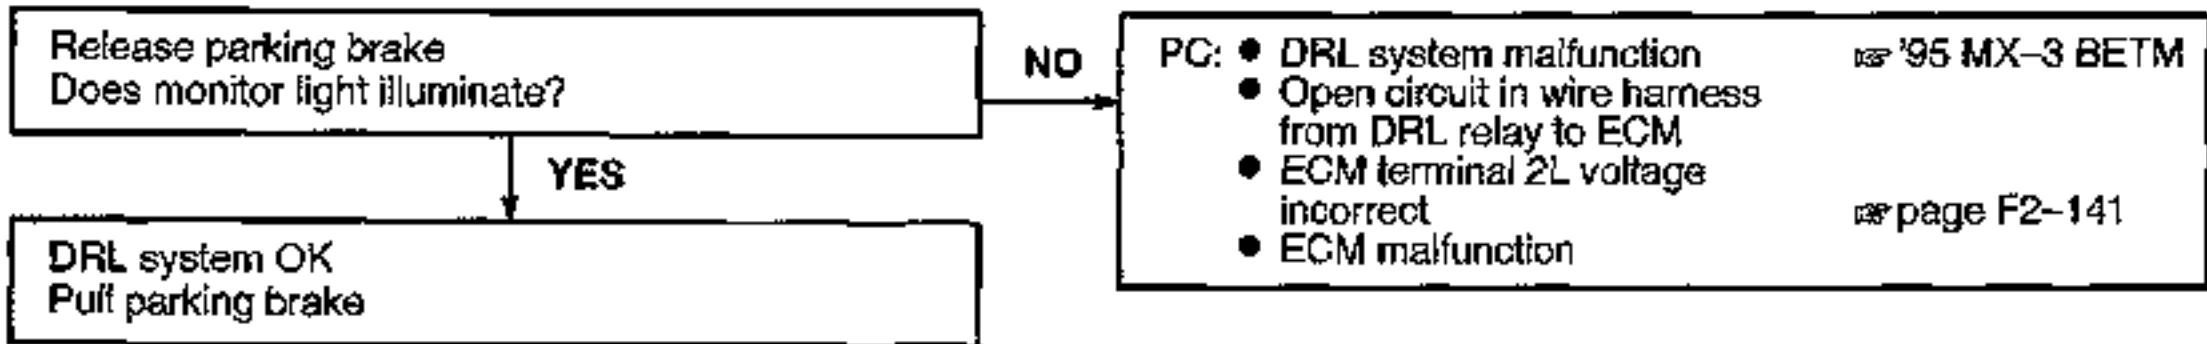 Release parking brake
Does monitor light illuminate?
NO
PC: ● DRL system malfunction ☞ '95 MX–3 BETM
● Open circuit in wire harness
from DRL relay to ECM
● ECM terminal 2L voltage
incorrect ☞ page F2–141
● ECM malfunction
YES
DRL system OK
Pull parking brake